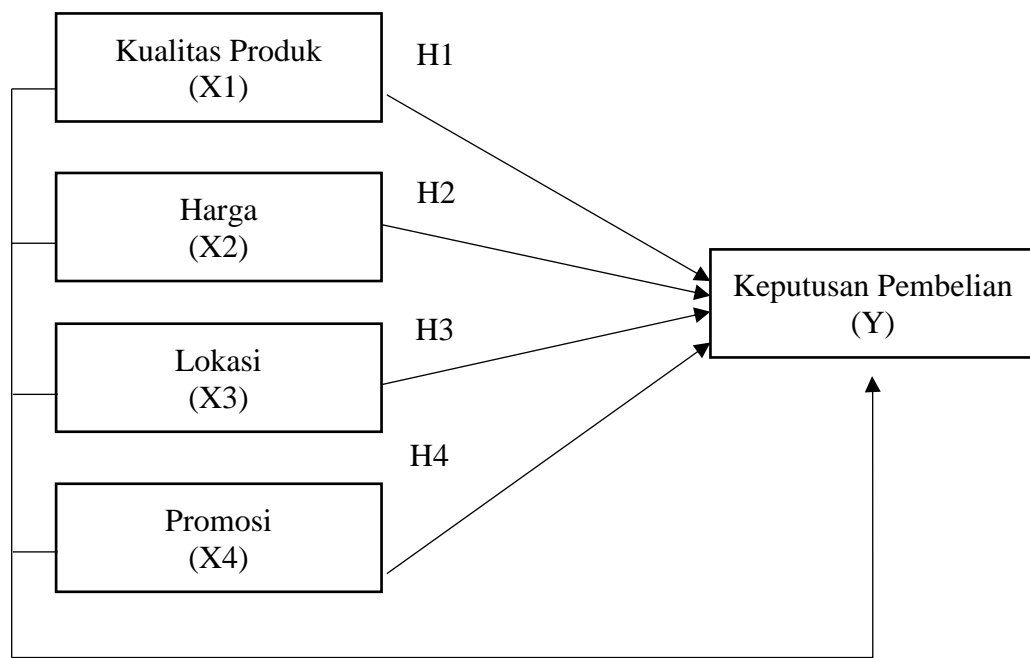 Kualitas Produk
(X1)
H1
Harga
(X2)
H2
Lokasi
(X3)
H3
Promosi
(X4)
H4
Keputusan Pembelian
(Y)